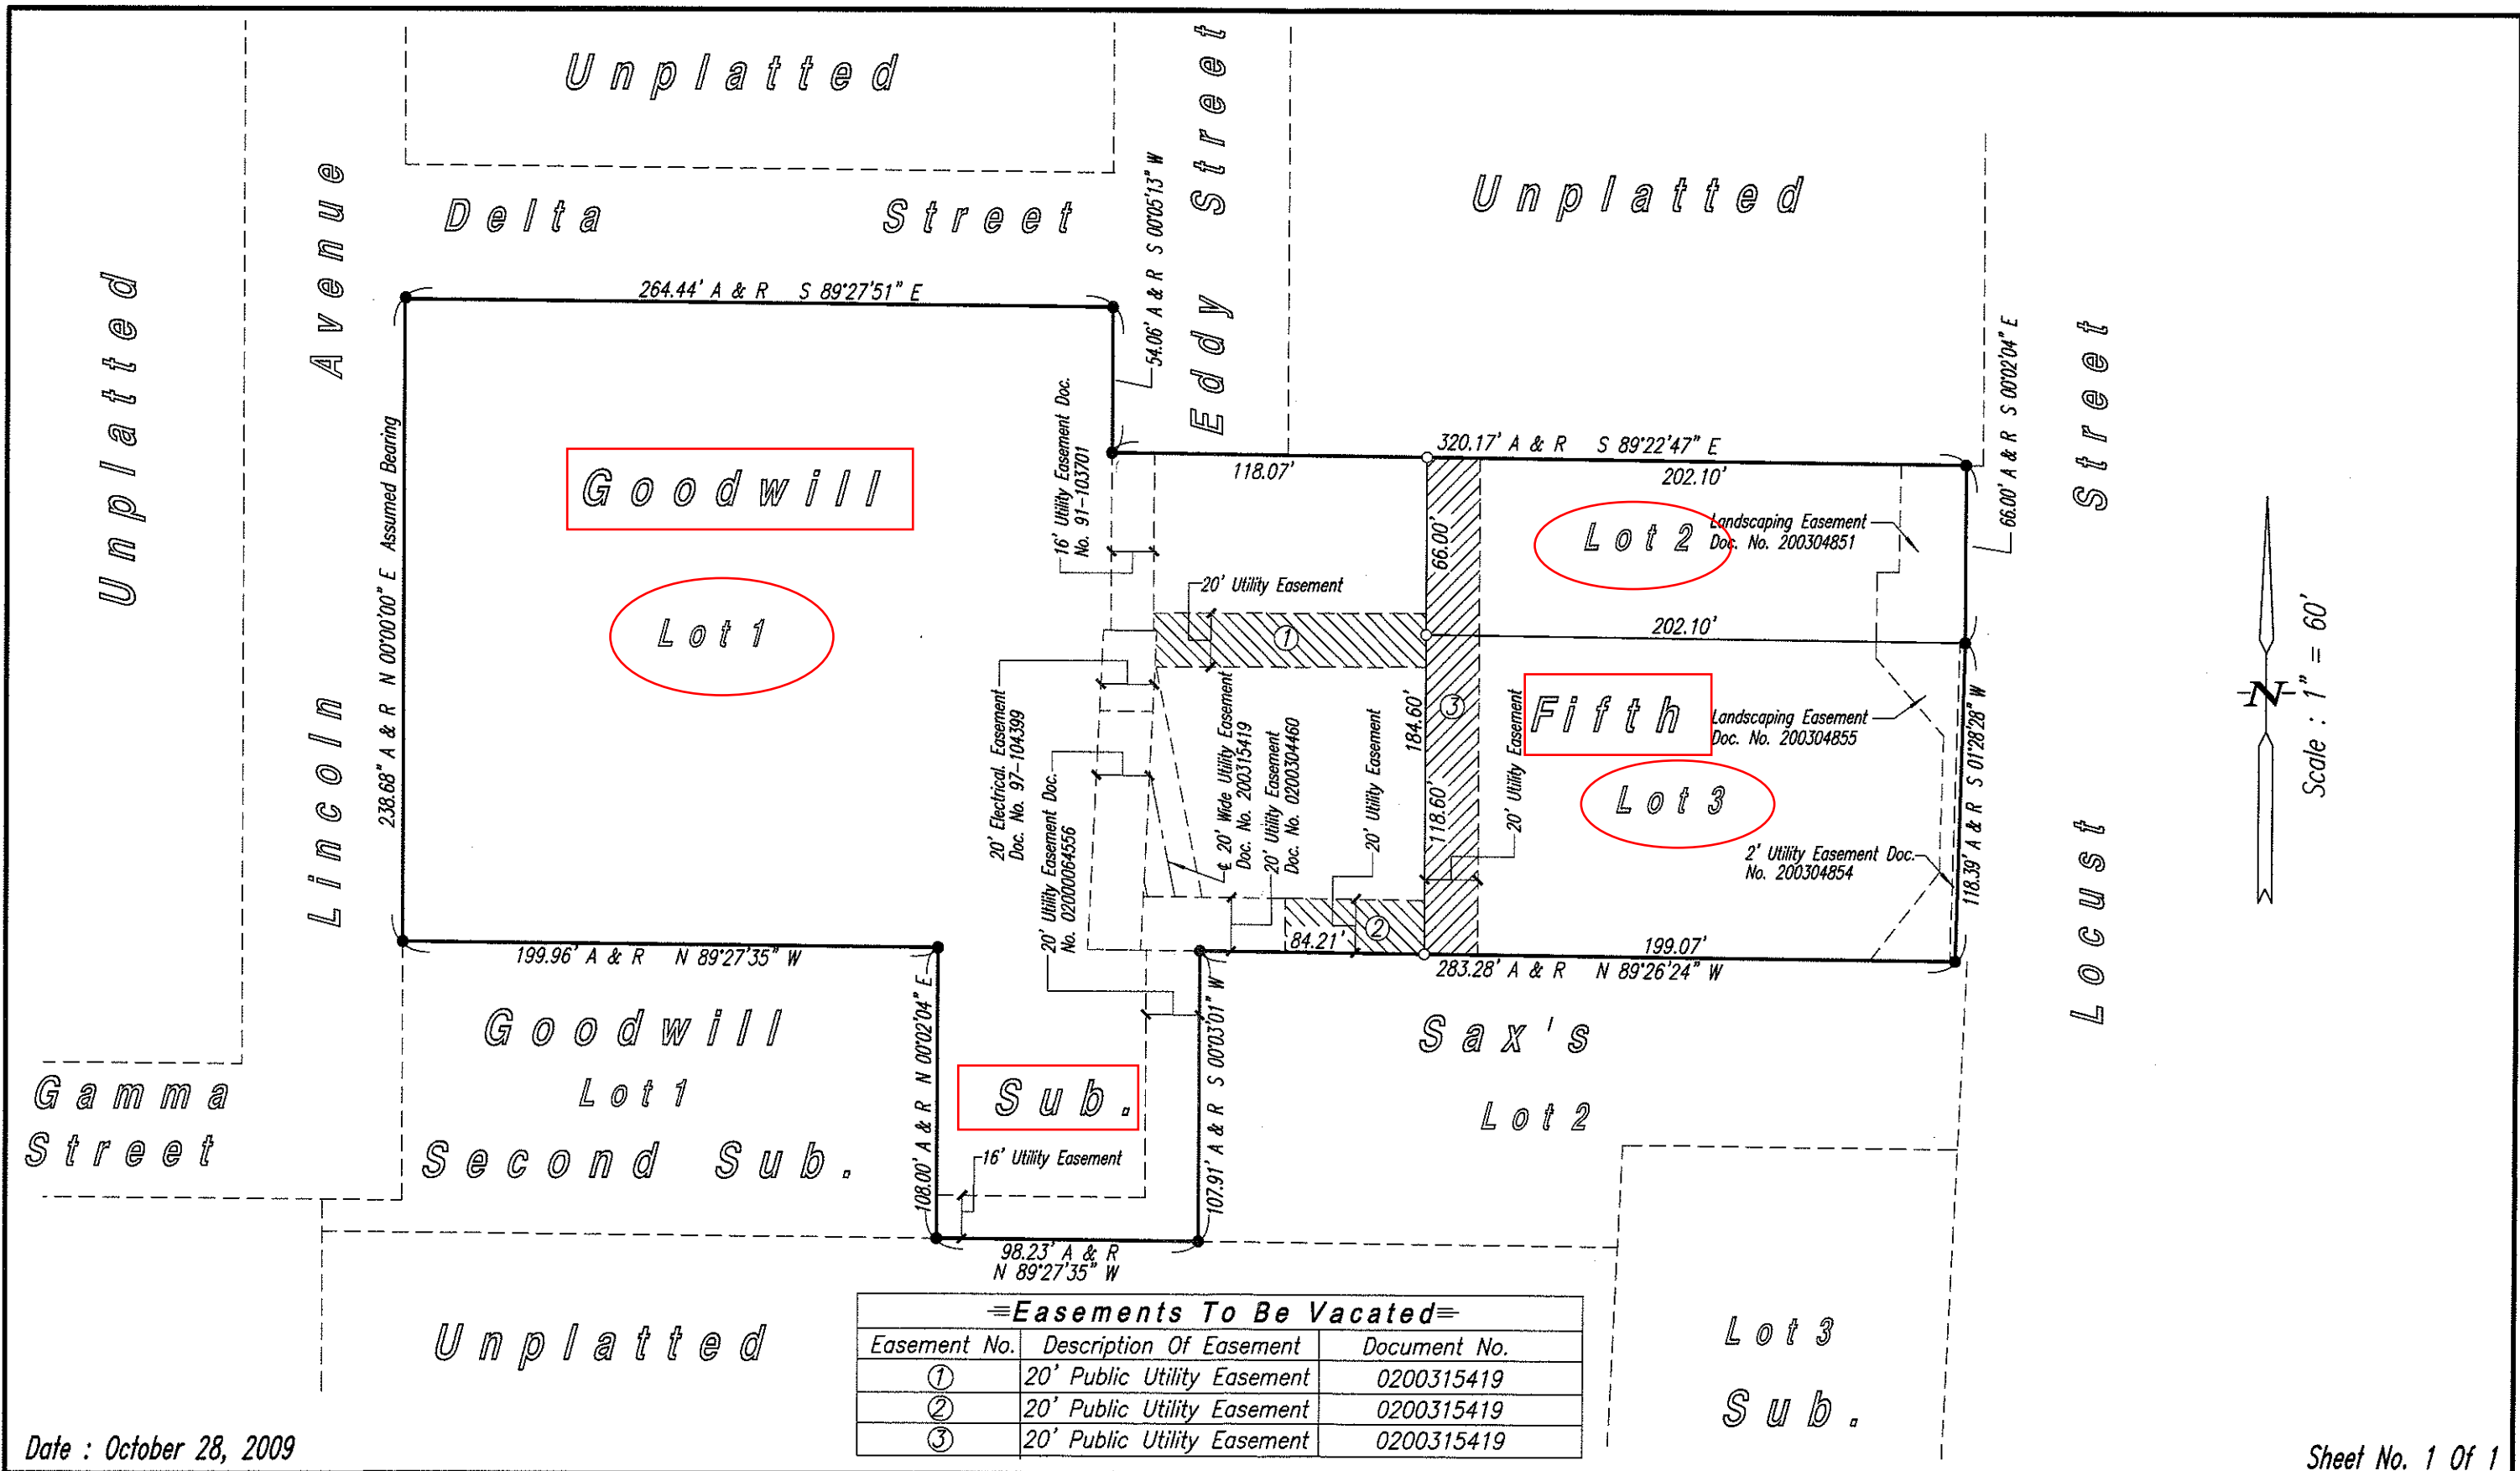 Unplatted
Delta Street
Unplatted
Lincoln Avenue
Eddy Street
Unplatted
Locust Street
54.06' A & R S 00°05'13" W
264.44' A & R S 89°27'51" E
238.68" A & R N 00°00'00" E Assumed Bearing
Goodwill
Lot 1
16' Utility Easement Doc.
No. 91-103701
118.07'
320.17' A & R S 89°22'47" E
202.10'
66.00' A & R S 00°02'04" E
66.00'
Lot 2
Landscaping Easement
Doc. No. 200304851
20' Utility Easement
1
202.10'
Scale : 1" = 60'
N
20' Electrical Easement
Doc. No. 97-104399
20' Utility Easement Doc.
No. 0200064556
℄ 20' Wide Utility Easement
Doc. No. 200315419
20' Utility Easement
Doc. No. 0200304460
20' Utility Easement
184.60'
3
118.60'
20' Utility Easement
Fifth
Landscaping Easement
Doc. No. 200304855
Lot 3
2' Utility Easement Doc.
No. 200304854
118.39' A & R S 01°28'28" W
2
84.21'
199.07'
283.28' A & R N 89°26'24" W
199.96' A & R N 89°27'35" W
Goodwill
Lot 1
Second Sub.
Gamma
Street
108.00' A & R N 00°02'04" E
Sub.
16' Utility Easement
107.91' A & R S 00°03'01" W
98.23' A & R
N 89°27'35" W
Sax's
Lot 2
Lot 3
Sub.
Unplatted
Easements To Be Vacated
Easement No. Description Of Easement Document No.
1 20' Public Utility Easement 0200315419
2 20' Public Utility Easement 0200315419
3 20' Public Utility Easement 0200315419
Date : October 28, 2009
Sheet No. 1 Of 1